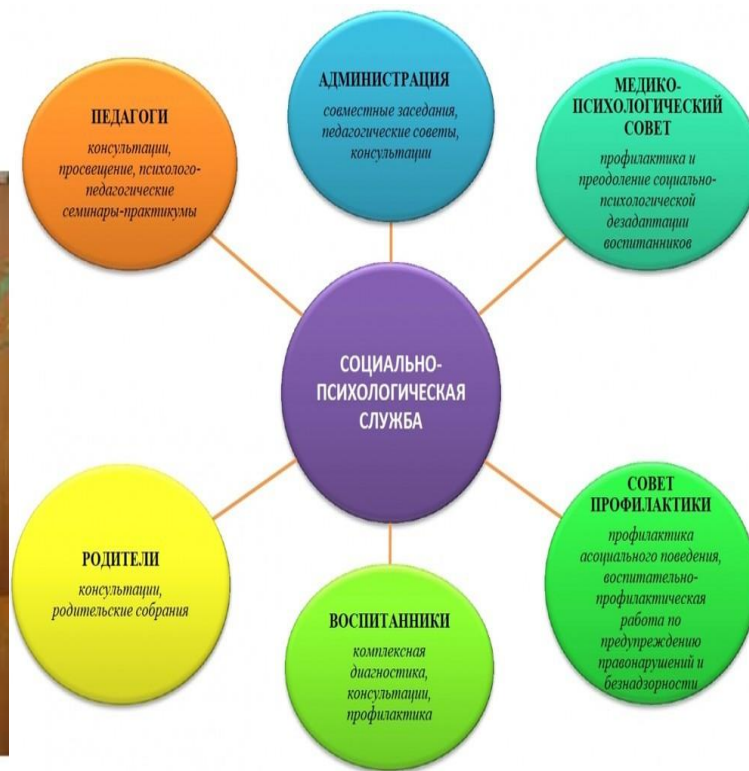 АДМИНИСТРАЦИЯ
совместные заседания,
педагогические советы,
консультации
МЕДИКО-
ПСИХОЛОГИЧЕСКИЙ
СОВЕТ
профилактика и
преодоление социально-
психологической
дезадаптации
воспитанников
ПЕДАГОГИ
консультации,
просвещение, психолого-
педагогические
семинары-практикумы
СОЦИАЛЬНО-
ПСИХОЛОГИЧЕСКАЯ
СЛУЖБА
РОДИТЕЛИ
консультации,
родительские собрания
ВОСПИТАННИКИ
комплексная
диагностика,
консультации,
профилактика
СОВЕТ
ПРОФИЛАКТИКИ
профилактика
асоциального поведения,
воспитательно-
профилактическая
работа по
предупреждению
правонарушений и
безнадзорности